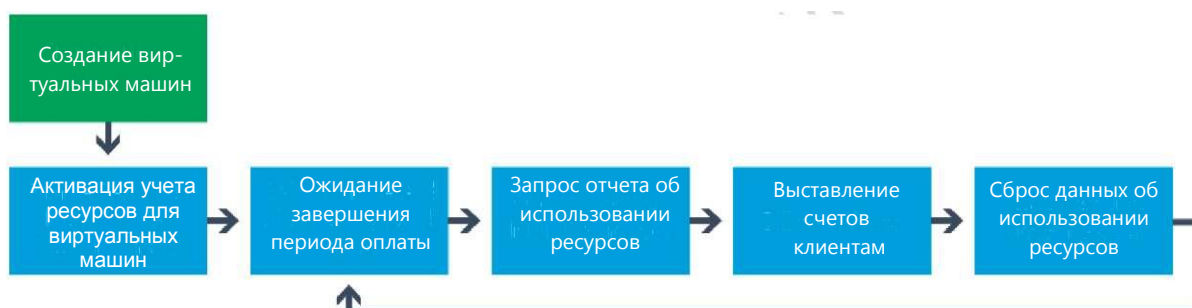 Создание вир-
туальных машин
Активация учета
ресурсов для
виртуальных
машин
Ожидание
завершения
периода оплаты
Запрос отчета об
использовании
ресурсов
Выставление
счетов
клиентам
Сброс данных об
использовании
ресурсов